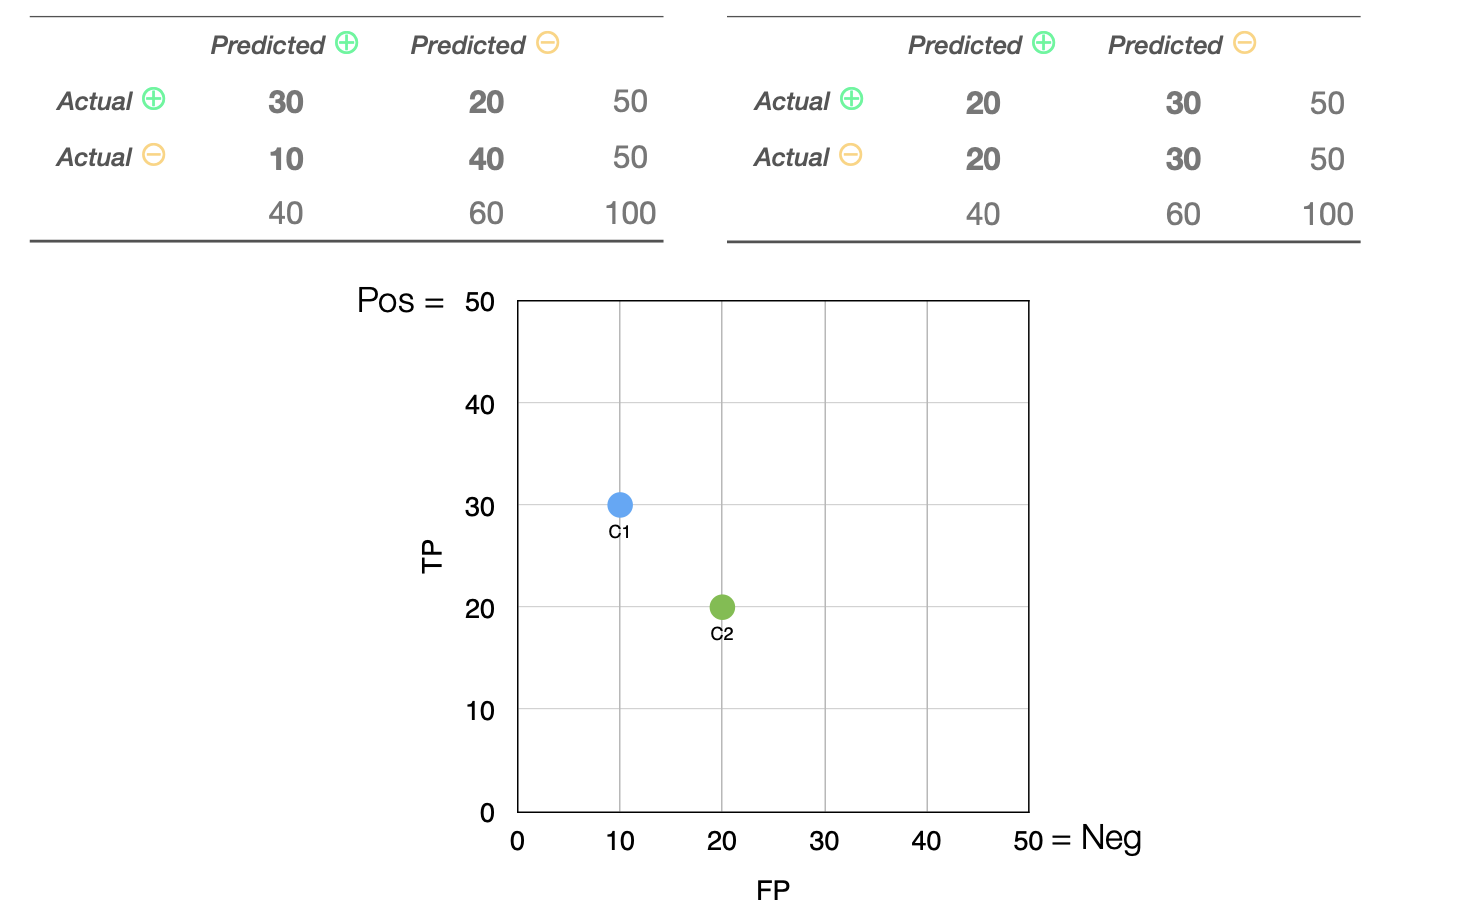 Predicted ⊕ Predicted ⊖
Actual ⊕ 30 20 50
Actual ⊖ 10 40 50
40 60 100
Predicted ⊕ Predicted ⊖
Actual ⊕ 20 30 50
Actual ⊖ 20 30 50
40 60 100
Pos = 50
40
30
20
10
0
TP
C1
C2
0 10 20 30 40 50 = Neg
FP